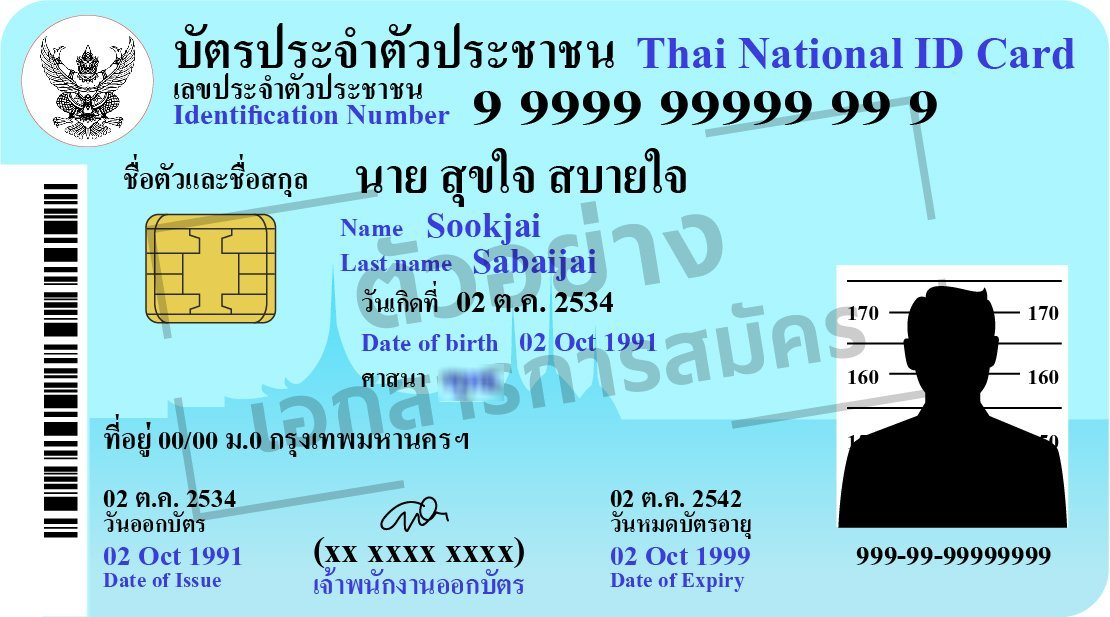 บัตรประจำตัวประชาชน Thai National ID Card
เลขประจำตัวประชาชน
Identification Number 9 9999 99999 99 9
ชื่อตัวและชื่อสกุล นาย สุขใจ สบายใจ
Name Sookjai
Last name Sabaijai
วันเกิดที่ 02 ต.ค. 2534
Date of birth 02 Oct 1991
ศาสนา
ตัวอย่าง
เอกสารการสมัคร
170 170
160 160
ที่อยู่ 00/00 ม.0 กรุงเทพมหานครฯ
02 ต.ค. 2534
วันออกบัตร
02 Oct 1991
Date of Issue
(xx xxxx xxxx)
เจ้าพนักงานออกบัตร
02 ต.ค. 2542
วันหมดบัตรอายุ
02 Oct 1999
Date of Expiry
999-99-99999999